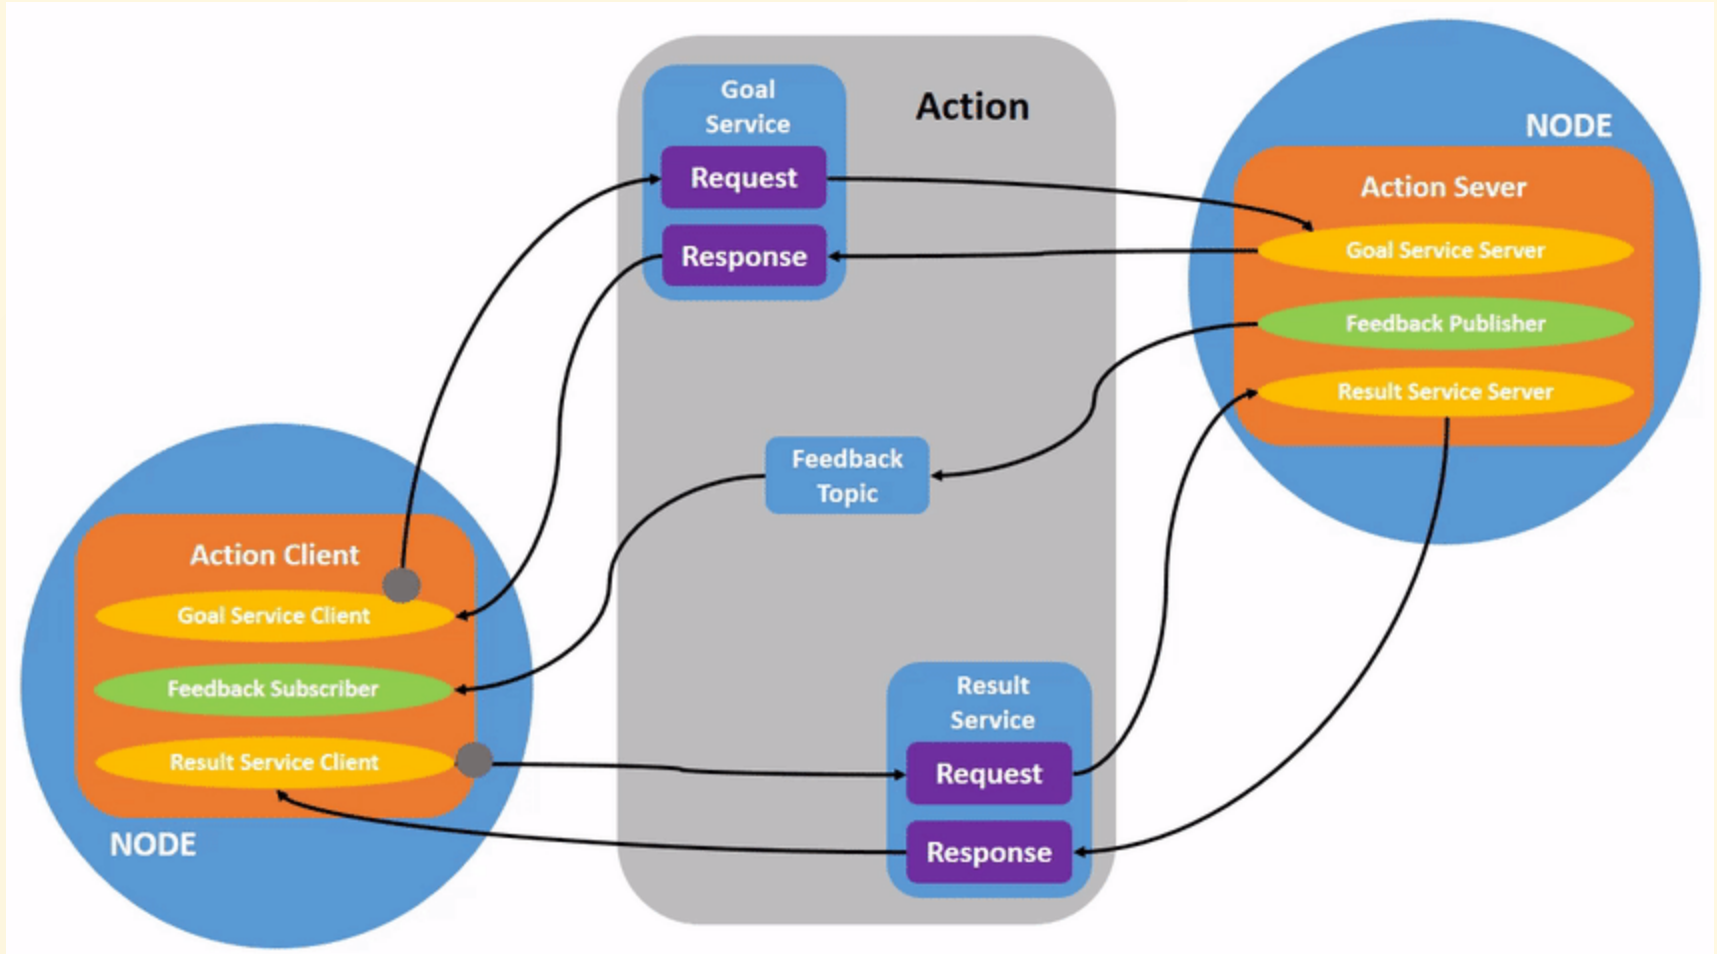 Goal
Service
Request
Response
Action
NODE
Action Sever
Goal Service Server
Feedback Publisher
Result Service Server
Feedback
Topic
Action Client
Goal Service Client
Feedback Subscriber
Result Service Client
NODE
Result
Service
Request
Response